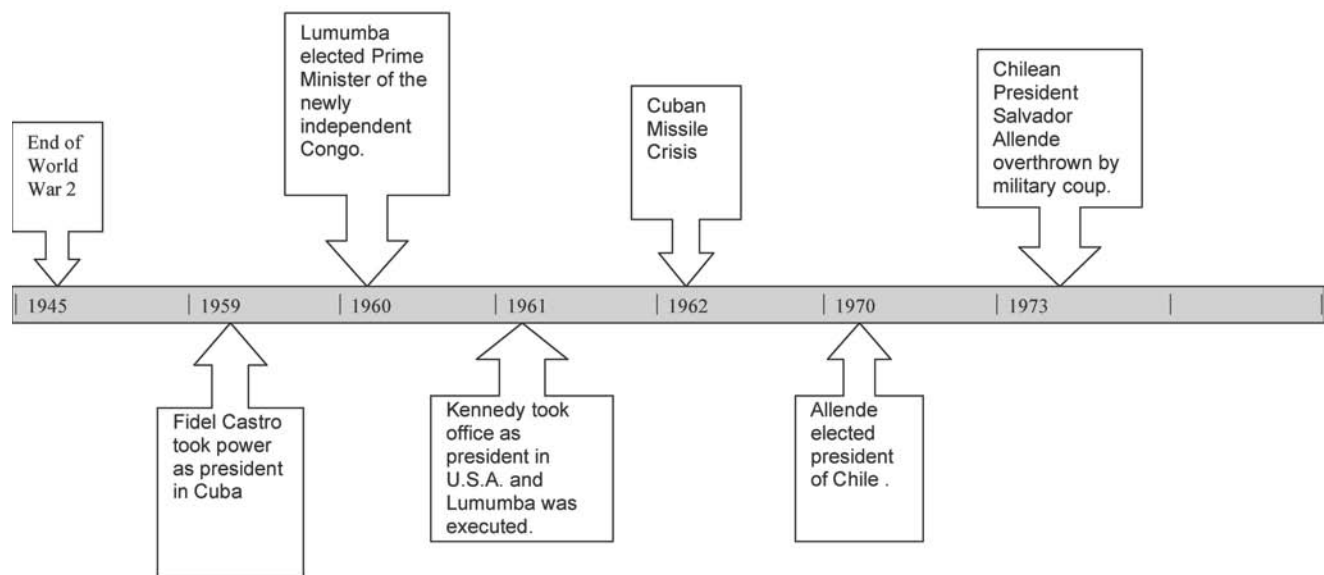 End of
World
War 2
Lumumba
elected Prime
Minister of the
newly
independent
Congo.
Cuban
Missile
Crisis
Chilean
President
Salvador
Allende
overthrown by
military coup.
1945
1959
1960
1961
1962
1970
1973
Fidel Castro
took power
as president
in Cuba
Kennedy took
office as
president in
U.S.A. and
Lumumba was
executed.
Allende
elected
president
of Chile .